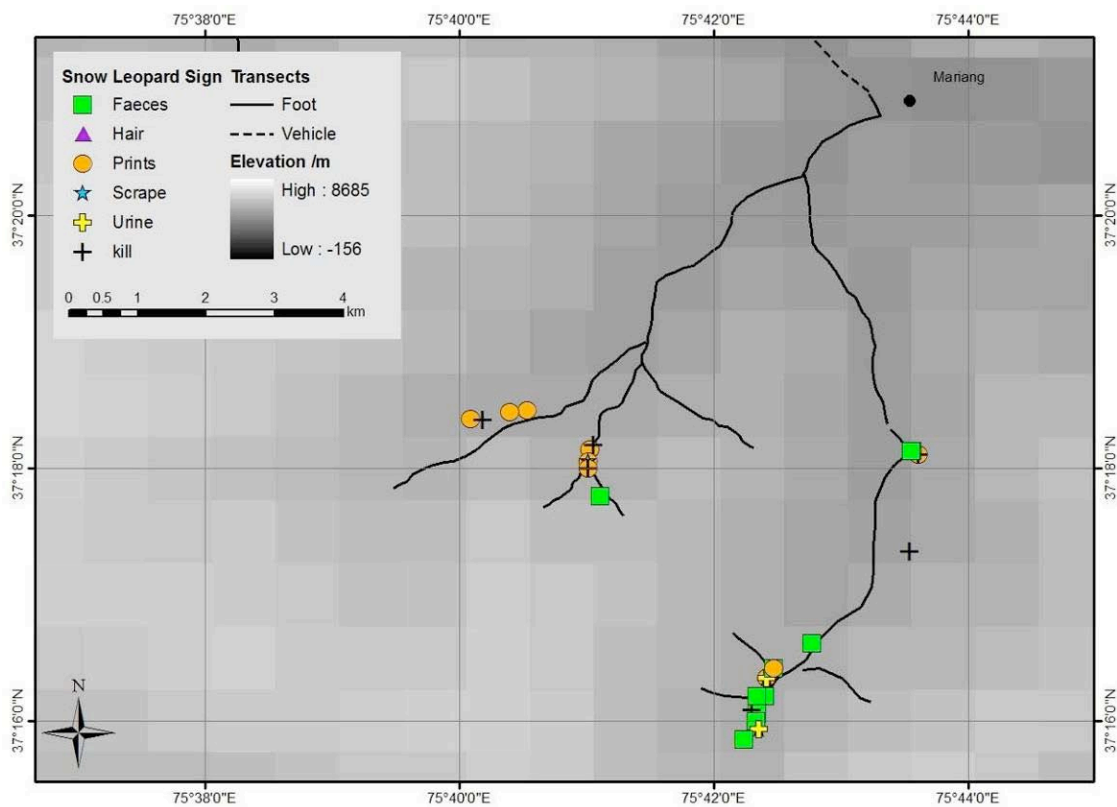 75°38'0"E 75°40'0"E 75°42'0"E 75°44'0"E
Mariang
Snow Leopard Sign Transects
Faeces Foot
Hair Vehicle
Prints Elevation /m
Scrape High : 8685
Urine
kill Low : -156
0 0.5 1 2 3 4
km
37°20'0"N 37°20'0"N
37°18'0"N 37°18'0"N
N
37°16'0"N 37°16'0"N
75°38'0"E 75°40'0"E 75°42'0"E 75°44'0"E